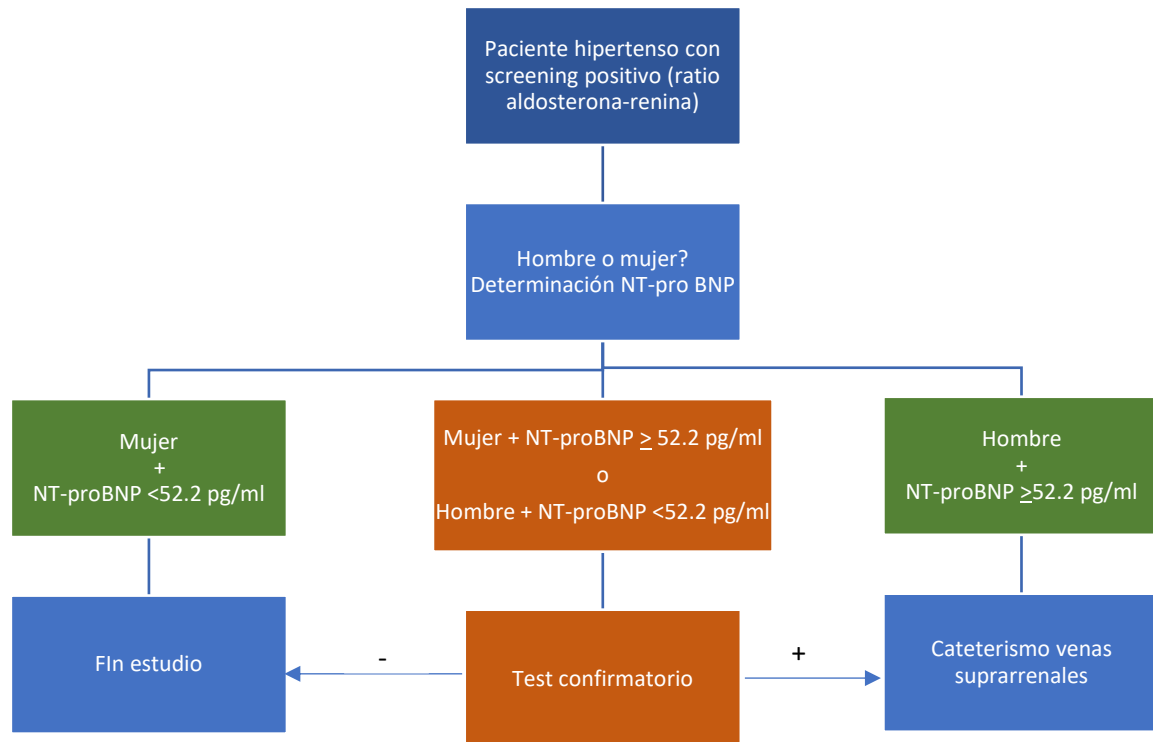 Paciente hipertenso con
screening positivo (ratio
aldosterona-renina)
Hombre o mujer?
Determinación NT-pro BNP
Mujer
+
NT-proBNP <52.2 pg/ml
Mujer + NT-proBNP > 52.2 pg/ml
o
Hombre + NT-proBNP <52.2 pg/ml
Hombre
+
NT-proBNP >52.2 pg/ml
FIn estudio
-
Test confirmatorio
+
Cateterismo venas
suprarrenales